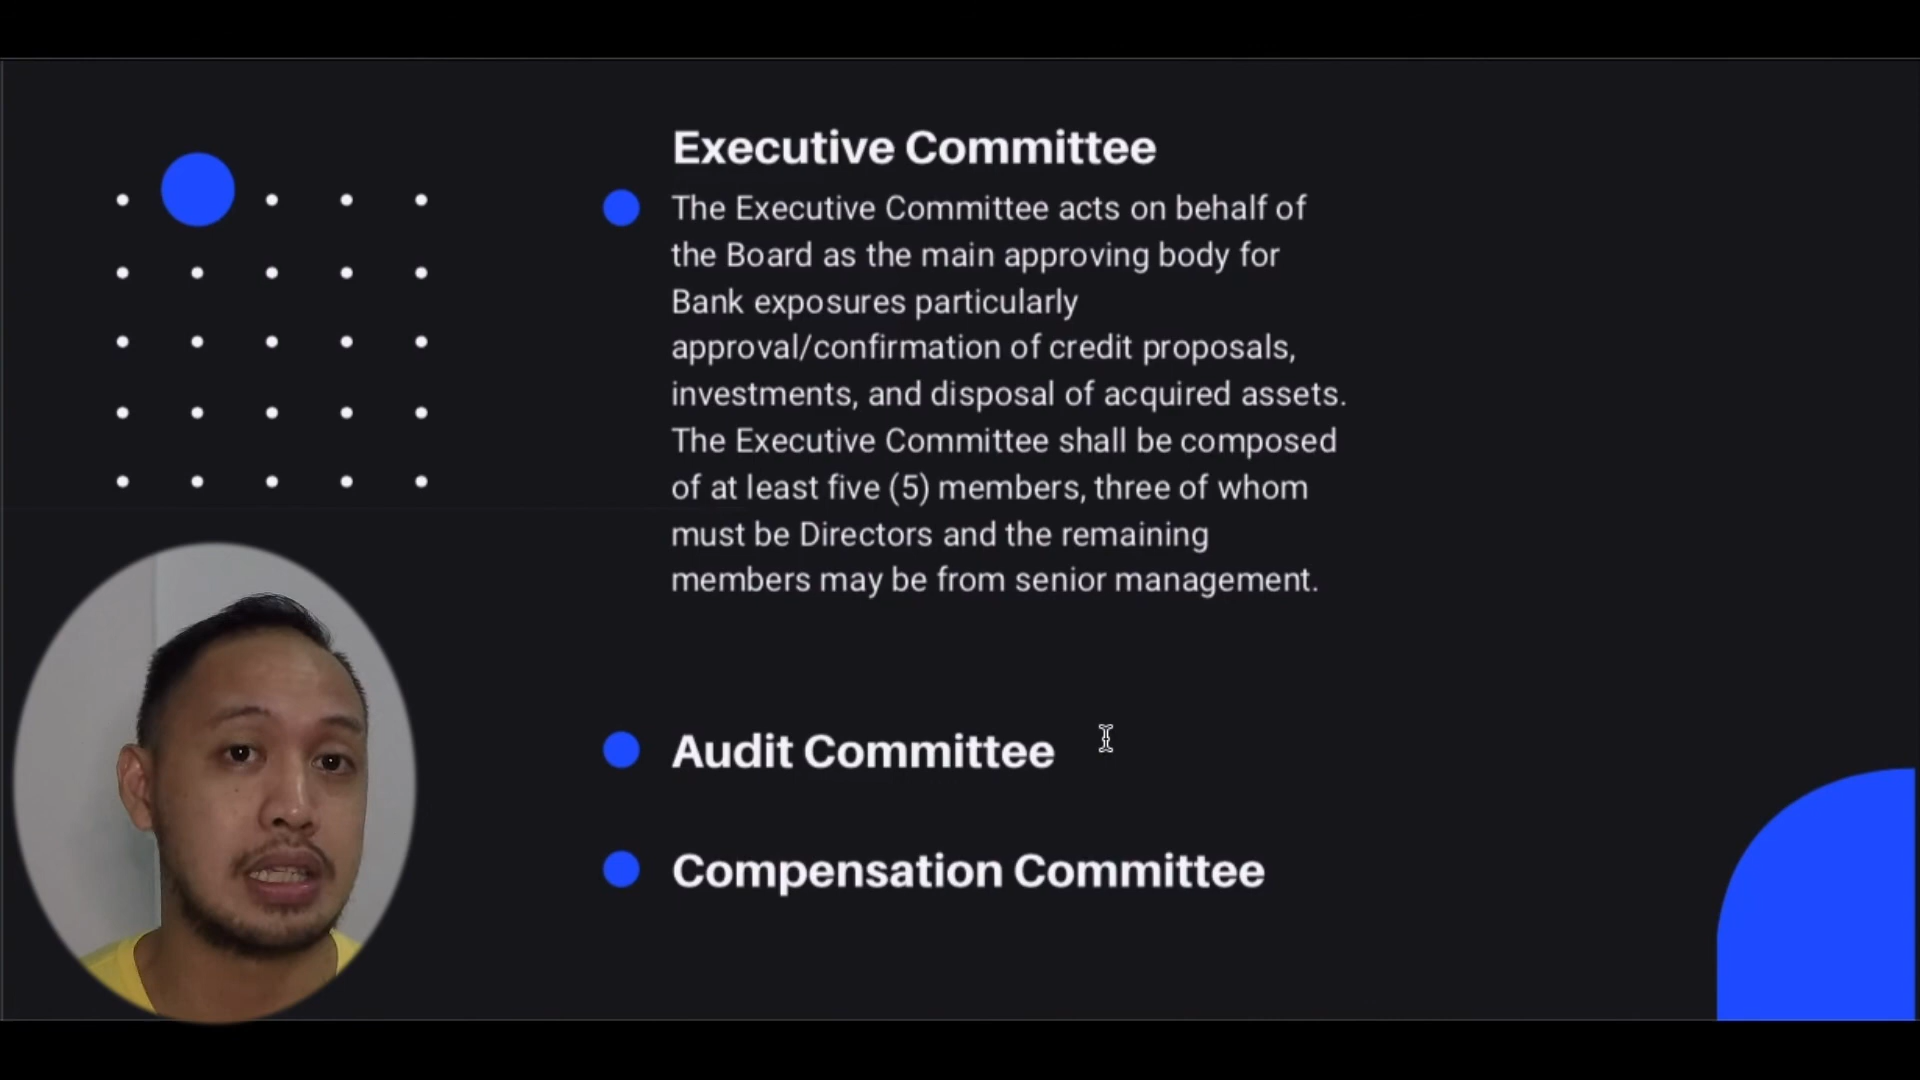 Executive Committee
The Executive Committee acts on behalf of
the Board as the main approving body for
Bank exposures particularly
approval/confirmation of credit proposals,
investments, and disposal of acquired assets.
The Executive Committee shall be composed
of at least five (5) members, three of whom
must be Directors and the remaining
members may be from senior management.
Audit Committee
Compensation Committee